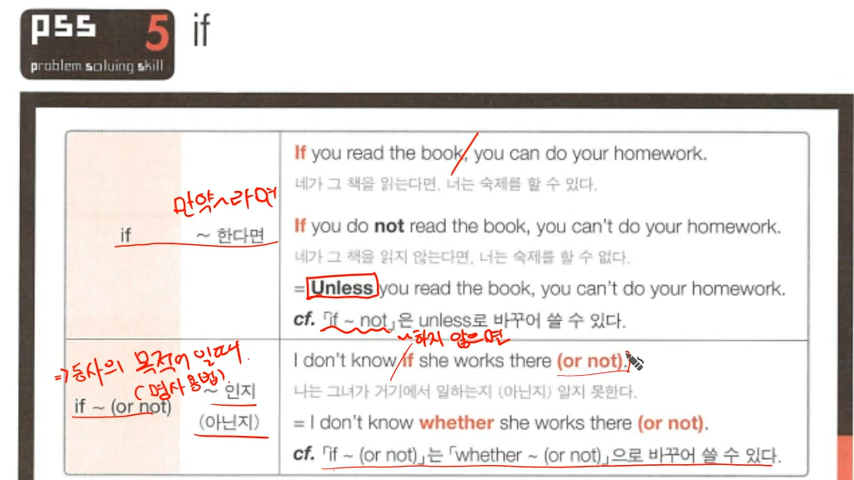 pss 5 if
problem solving skill
If you read the book, you can do your homework.
네가 그 책을 읽는다면, 너는 숙제를 할 수 있다.
만약~라면
if ~ 한다면
If you do not read the book, you can't do your homework.
네가 그 책을 읽지 않는다면, 너는 숙제를 할 수 없다.
= Unless you read the book, you can't do your homework.
cf. 「if ~ not」은 unless로 바꾸어 쓸 수 있다.
~하지 않으면
=> 동사의 목적어 일때.
(명사용법)
if ~ (or not) ~ 인지
(아닌지)
I don't know if she works there (or not).
나는 그녀가 거기에서 일하는지 (아닌지) 알지 못한다.
= I don't know whether she works there (or not).
cf. 「if ~ (or not)」는 「whether ~ (or not)」으로 바꾸어 쓸 수 있다.